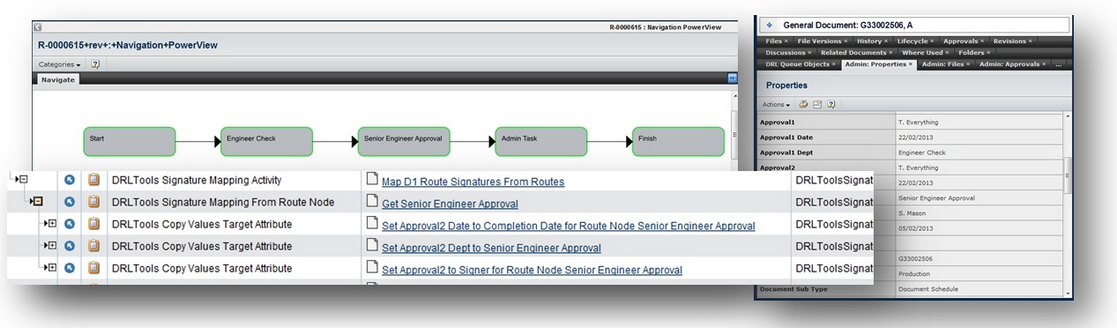 R-0000615 : Navigation PowerView
R-0000615+rev+:+Navigation+PowerView
Categories
Navigate
Start
Engineer Check
Senior Engineer Approval
Admin Task
Finish
DRLTools Signature Mapping Activity
Map D1 Route Signatures From Routes
DRLToolsSignat
DRLTools Signature Mapping From Route Node
Get Senior Engineer Approval
DRLToolsSignat
DRLTools Copy Values Target Attribute
Set Approval2 Date to Completion Date for Route Node Senior Engineer Approval
DRLToolsSignat
DRLTools Copy Values Target Attribute
Set Approval2 Dept to Senior Engineer Approval
DRLToolsSignat
DRLTools Copy Values Target Attribute
Set Approval2 to Signer for Route Node Senior Engineer Approval
DRLToolsSignat
General Document: G33002506, A
Files × File Versions × History × Lifecycle × Approvals × Revisions ×
Discussions × Related Documents × Where Used × Folders ×
DRL Queue Objects × Admin: Properties × Admin: Files × Admin: Approvals × ...
Properties
Actions
Approval1 T. Everything
Approval1 Date 22/02/2013
Approval1 Dept Engineer Check
Approval2 T. Everything
22/02/2013
Senior Engineer Approval
S. Mason
05/02/2013
G33002506
Production
Document Sub Type Document Schedule